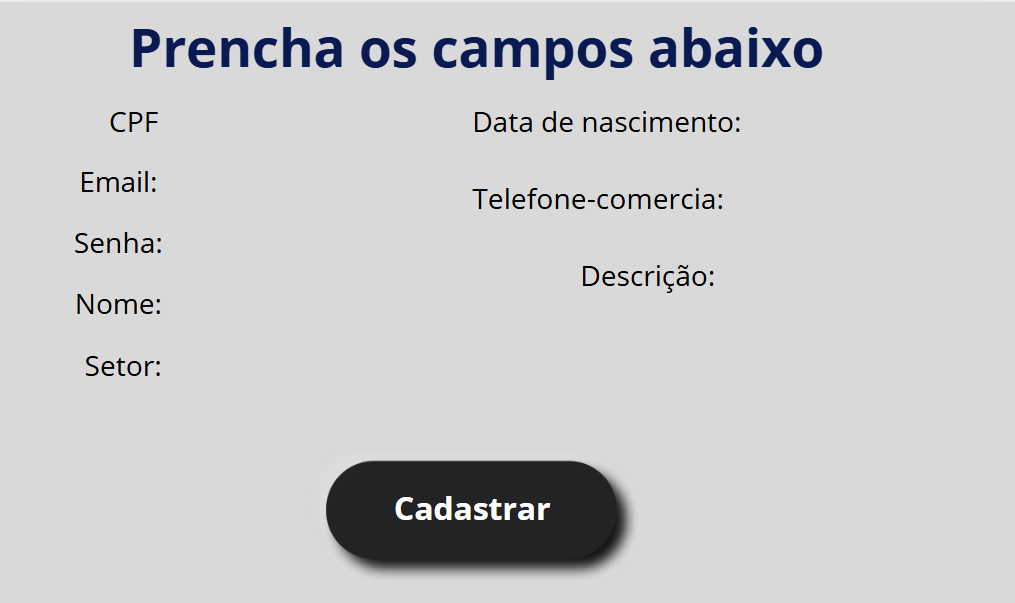 Prencha os campos abaixo
CPF
Email:
Senha:
Nome:
Setor:
Data de nascimento:
Telefone-comercia:
Descrição:
Cadastrar